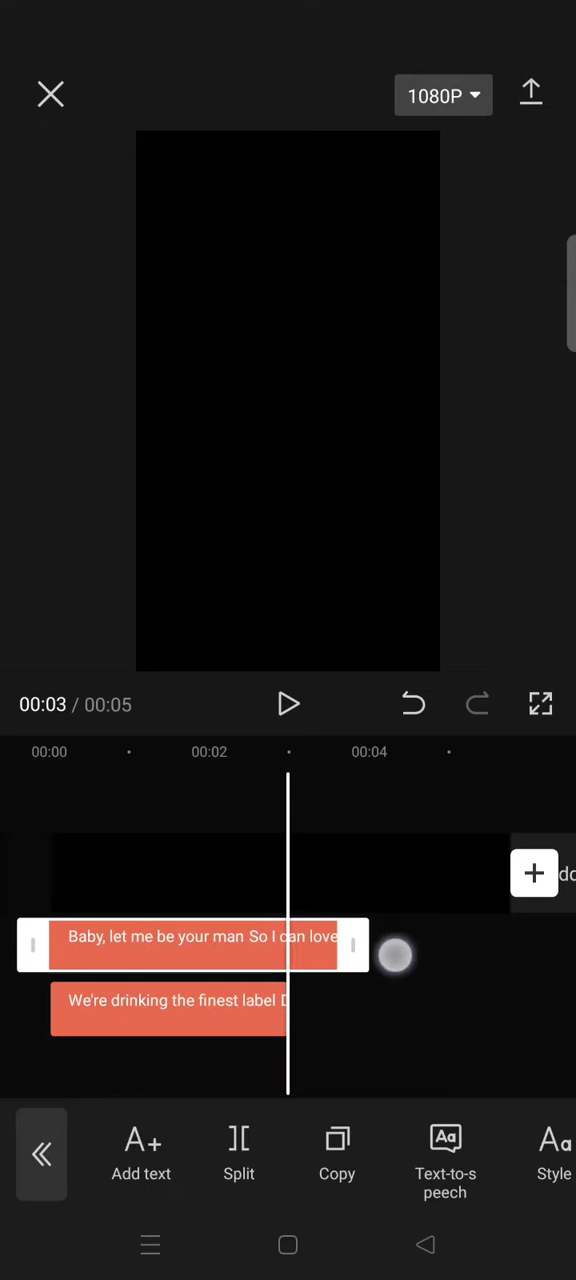 1080P
00:03 / 00:05
00:00
00:02
00:04
Baby, let me be your man So I can love
We're drinking the finest label
Add text
Split
Copy
Text-to-s
peech
Style